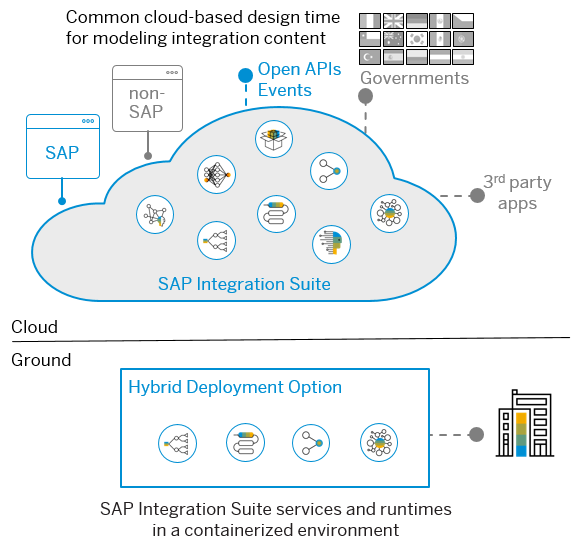 Common cloud-based design time
for modeling integration content
Open APIs
Events
Governments
non-
SAP
SAP
3rd party
apps
SAP Integration Suite
Cloud
Ground
Hybrid Deployment Option
SAP Integration Suite services and runtimes
in a containerized environment